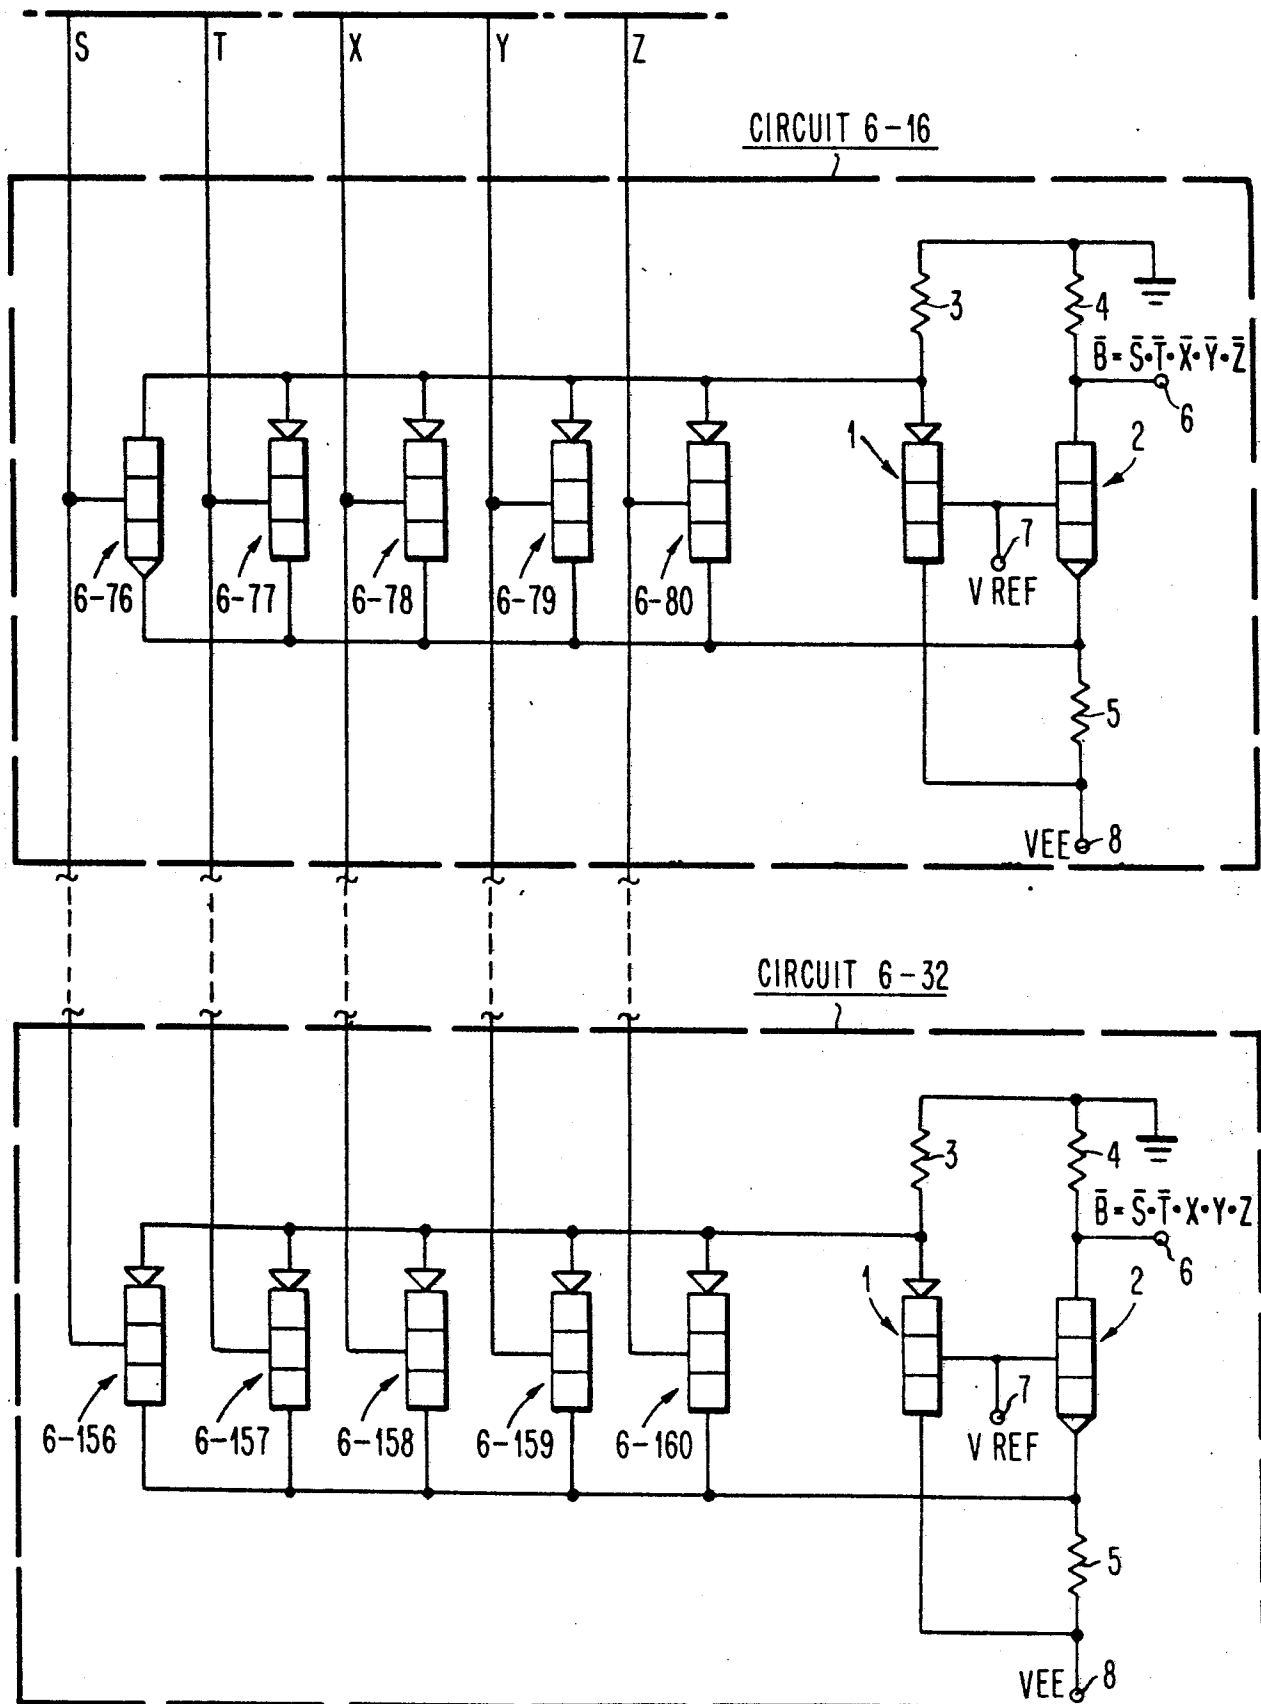 S T X Y Z
CIRCUIT 6-16
3 4
B̄ = S̄·T̄·X̄·Ȳ·Z̄
6
1 2
7
V REF
6-76 6-77 6-78 6-79 6-80
5
VEE 8
CIRCUIT 6-32
3 4
B̄ = S̄·T̄·X·Y·Z
6
1 2
7
V REF
6-156 6-157 6-158 6-159 6-160
5
VEE 8